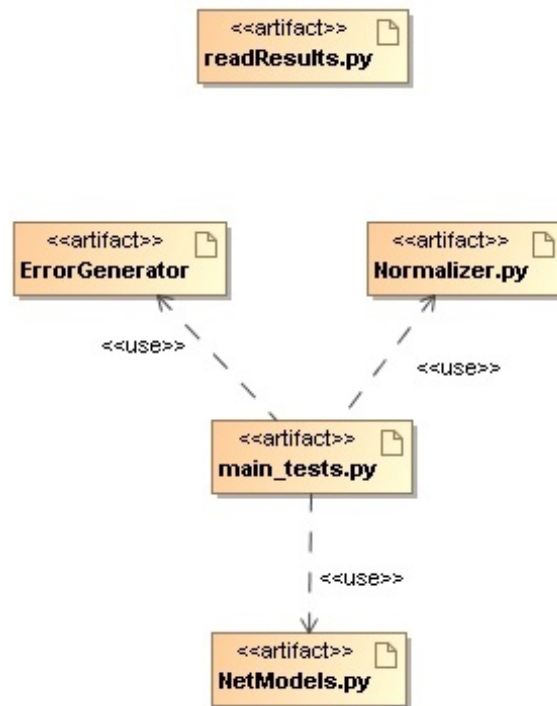 <<artifact>>
readResults.py
<<artifact>>
ErrorGenerator
<<artifact>>
Normalizer.py
<<use>>
<<use>>
<<artifact>>
main_tests.py
<<use>>
<<artifact>>
NetModels.py